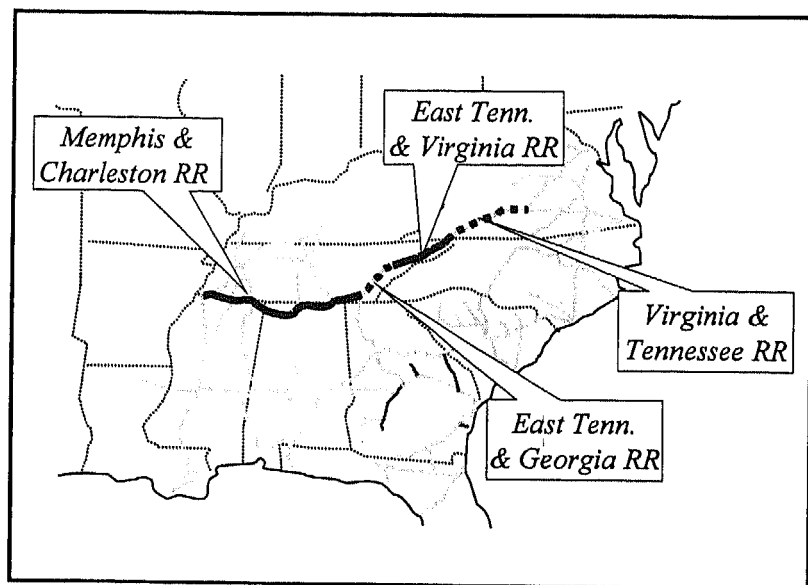 East Tenn.
& Virginia RR
Memphis &
Charleston RR
Virginia &
Tennessee RR
East Tenn.
& Georgia RR